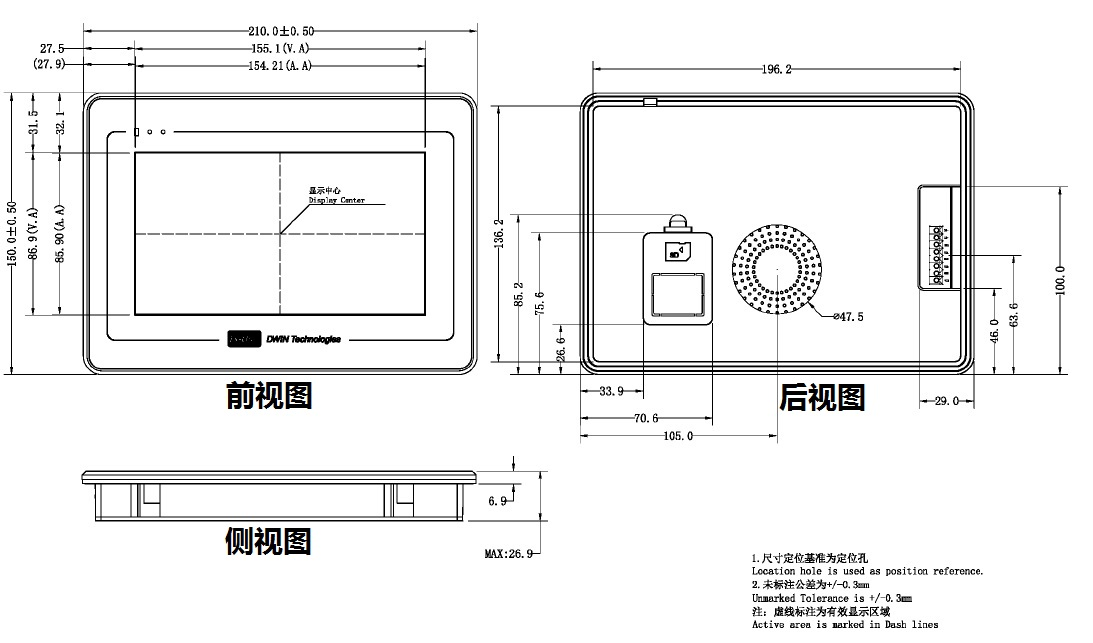 210.0±0.50
27.5
155.1(V.A)
(27.9)
154.21(A.A)
31.5
32.1
150.0±0.50
86.9(V.A)
85.90(A.A)
显示中心
Display Center
DWIN Technologies
前视图
196.2
136.2
85.2
75.6
26.6
SD
⌀47.5
46.0
63.6
100.0
33.9
70.6
105.0
29.0
后视图
6.9
MAX:26.9
侧视图
1.尺寸定位基准为定位孔
Location hole is used as position reference.
2.未标注公差为+/-0.3mm
Unmarked Tolerance is +/-0.3mm
注: 虚线标注为有效显示区域
Active area is marked in Dash lines